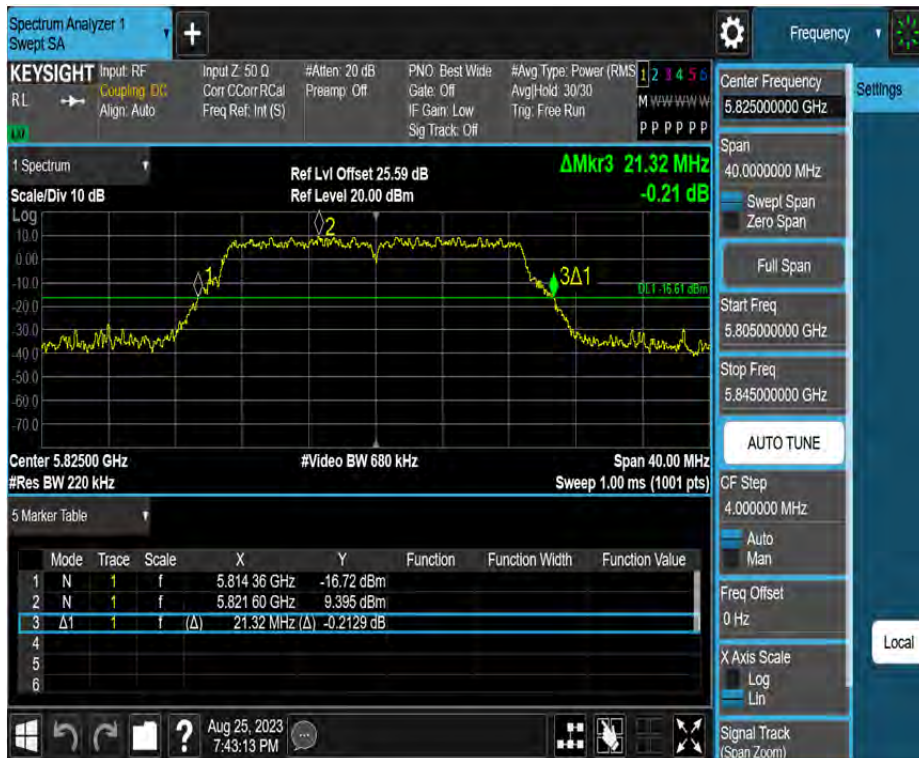 Spectrum Analyzer 1
Swept SA
Frequency
KEYSIGHT
RL
LXI
Input: RF
Coupling: DC
Align: Auto
Input Z: 50 Ω
Corr CCorr RCal
Freq Ref: Int (S)
#Atten: 20 dB
Preamp: Off
PNO: Best Wide
Gate: Off
IF Gain: Low
Sig Track: Off
#Avg Type: Power (RMS
Avg|Hold: 30/30
Trig: Free Run
1 2 3 4 5 6
M W W W W W
P P P P P P
Center Frequency
5.825000000 GHz
Settings
Span
40.0000000 MHz
Swept Span
Zero Span
Full Span
Start Freq
5.805000000 GHz
Stop Freq
5.845000000 GHz
AUTO TUNE
CF Step
4.000000 MHz
Auto
Man
Freq Offset
0 Hz
X Axis Scale
Log
Lin
Local
Signal Track
(Span Zoom)
1 Spectrum
Scale/Div 10 dB
Ref Lvl Offset 25.59 dB
Ref Level 20.00 dBm
ΔMkr3 21.32 MHz
-0.21 dB
Log
10.0
0.00
-10.0
-20.0
-30.0
-40.0
-50.0
-60.0
-70.0
1
2
3Δ1
DL1 -16.61 dBm
Center 5.82500 GHz
#Res BW 220 kHz
#Video BW 680 kHz
Span 40.00 MHz
Sweep 1.00 ms (1001 pts)
5 Marker Table
Mode Trace Scale X Y Function Function Width Function Value
1 N 1 f 5.814 36 GHz -16.72 dBm
2 N 1 f 5.821 60 GHz 9.395 dBm
3 Δ1 1 f (Δ) 21.32 MHz (Δ) -0.2129 dB
4
5
6
Aug 25, 2023
7:43:13 PM